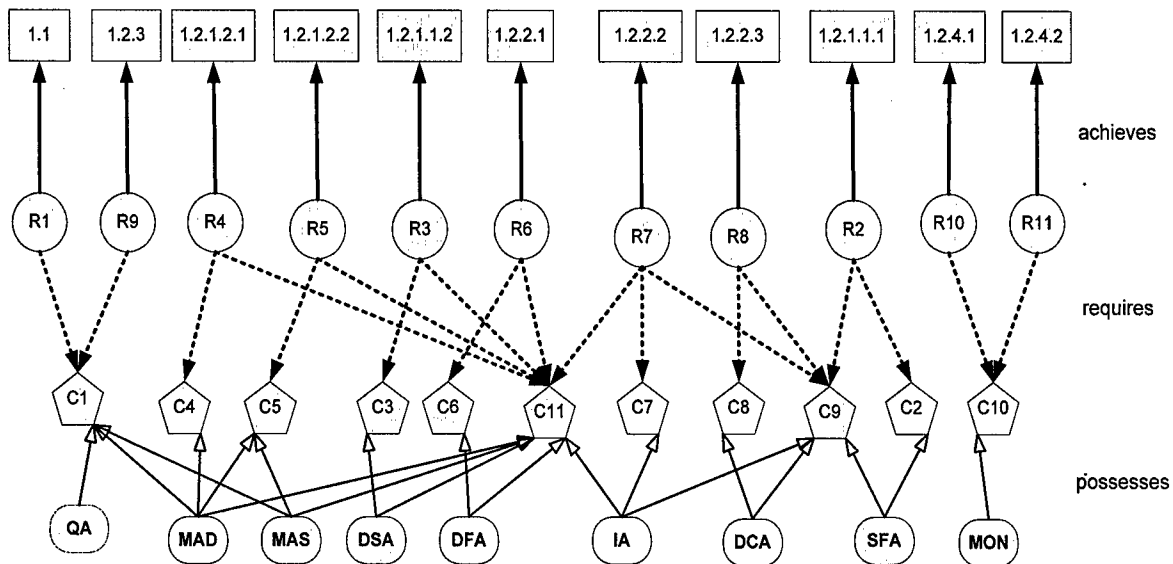 1.1 1.2.3 1.2.1.2.1 1.2.1.2.2 1.2.1.1.2 1.2.2.1 1.2.2.2 1.2.2.3 1.2.1.1.1 1.2.4.1 1.2.4.2
achieves
R1 R9 R4 R5 R3 R6 R7 R8 R2 R10 R11
requires
C1 C4 C5 C3 C6 C11 C7 C8 C9 C2 C10
possesses
QA MAD MAS DSA DFA IA DCA SFA MON